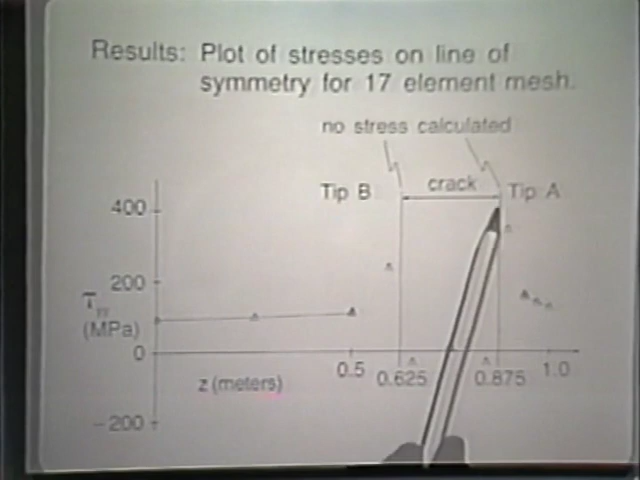 Results: Plot of stresses on line of
symmetry for 17 element mesh.
no stress calculated
Tip B
crack
Tip A
400
200
(MPa)
0
-200
0.5
0.625
0.875
1.0
z (meters)